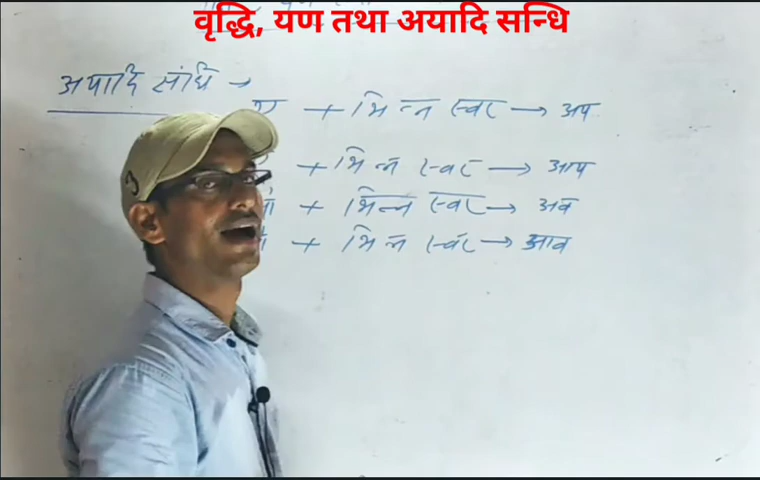 वृद्धि, यण तथा अयादि सन्धि
अयादि संधि →
+ भिन्न स्वर → अय
+ भिन्न स्वर → आय
+ भिन्न स्वर → अव
+ भिन्न स्वर → आव